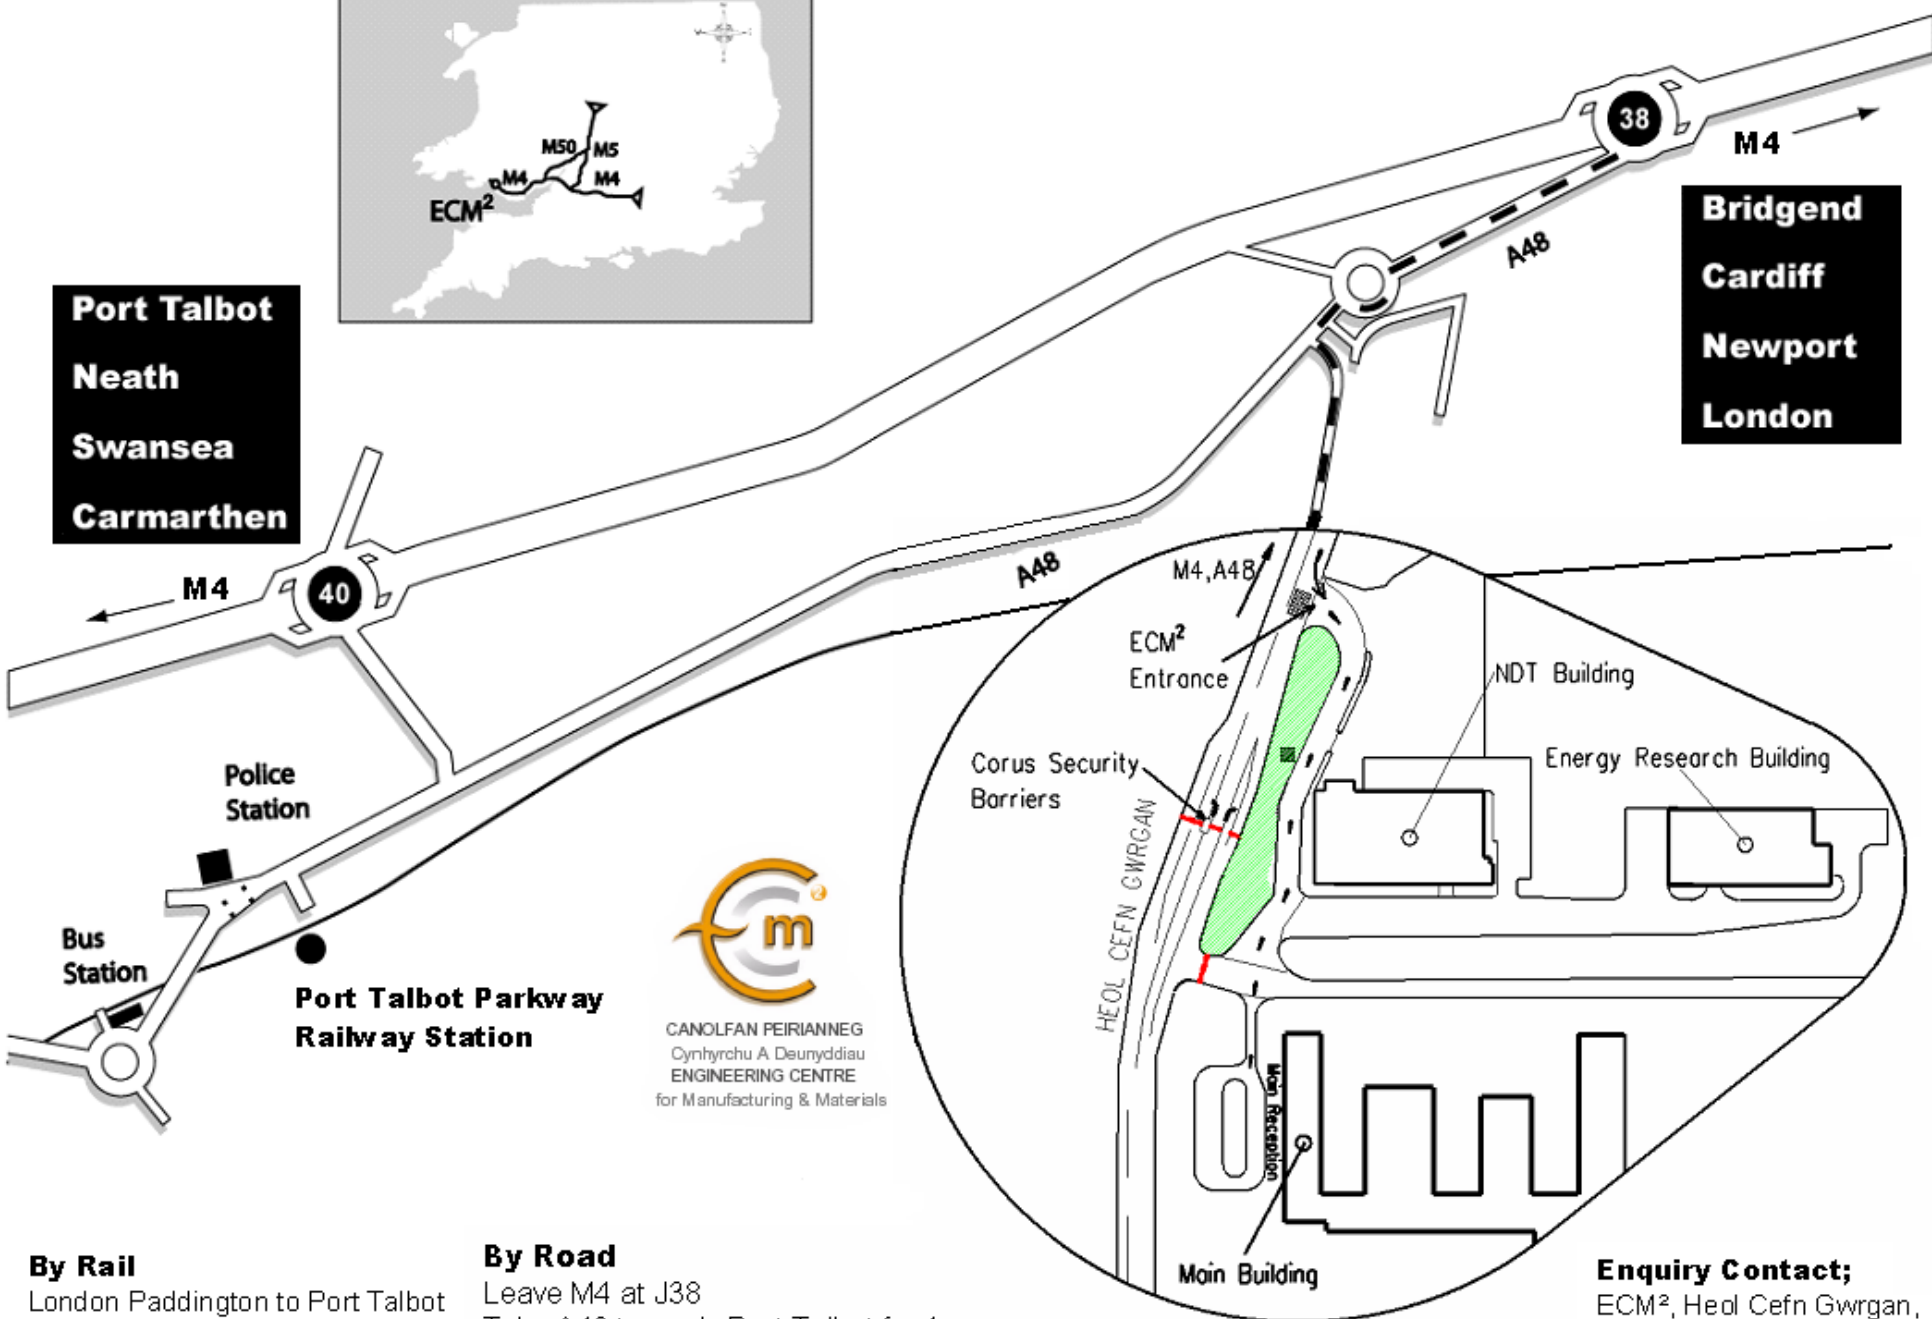 M50
M5
M4
M4
ECM²
38
M4
Bridgend
Cardiff
Newport
London
A48
Port Talbot
Neath
Swansea
Carmarthen
M4
40
A48
M4,A48
ECM²
Entrance
NDT Building
Energy Research Building
Corus Security
Barriers
HEOL CEFN GWRGAN
Police
Station
Bus
Station
Port Talbot Parkway
Railway Station
Cm²
CANOLFAN PEIRIANNEG
Cynhyrchu A Deunyddiau
ENGINEERING CENTRE
for Manufacturing & Materials
Main Reception
Main Building
By Rail
London Paddington to Port Talbot
By Road
Leave M4 at J38
Enquiry Contact;
ECM², Heol Cefn Gwrgan,